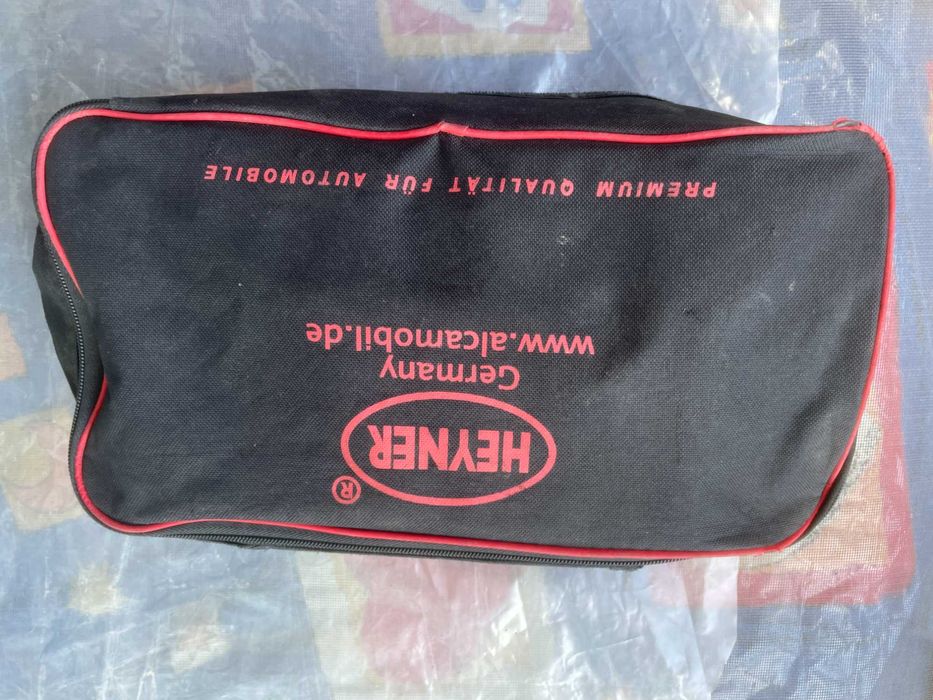 ®
HEYNER
Germany
www.alcamobil.de
PREMIUM QUALITÄT FÜR AUTOMOBILE